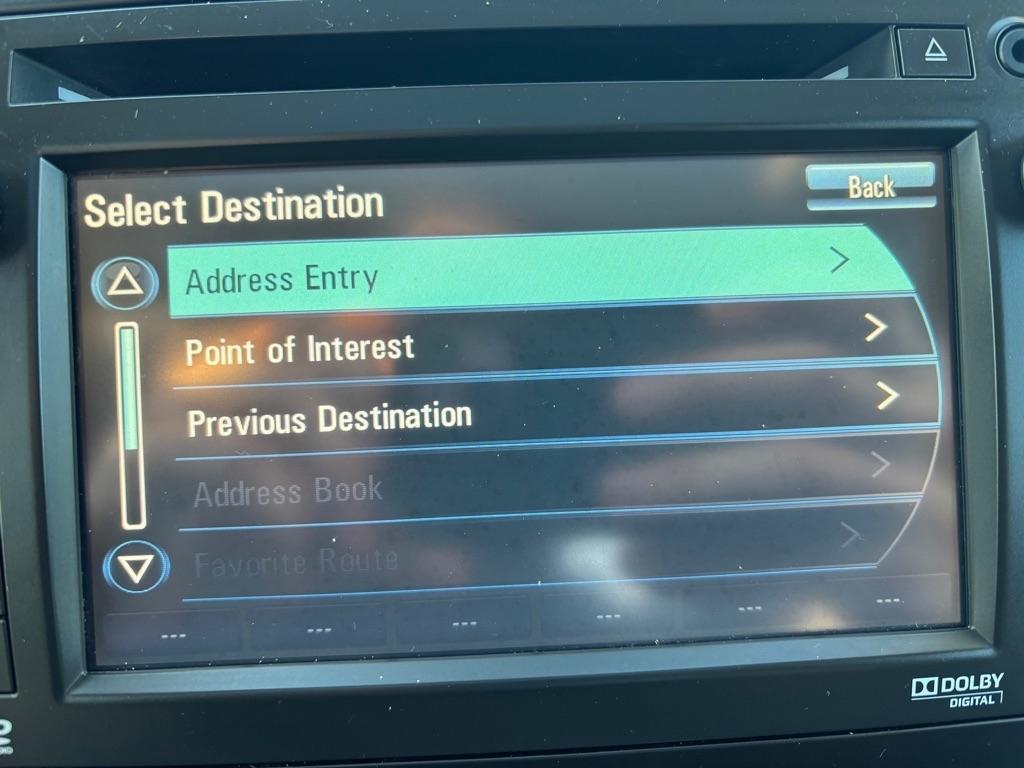 Select Destination
Back
Address Entry
Point of Interest
Previous Destination
Address Book
Favorite Route
--- --- --- --- --- ---
DOLBY
DIGITAL